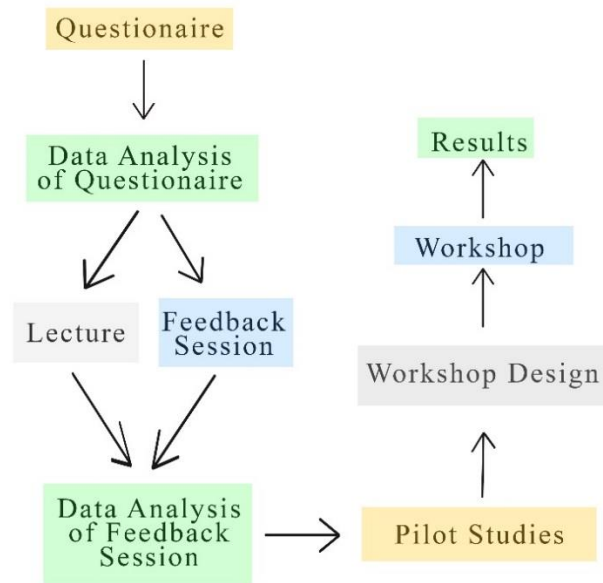 Questionaire
Data Analysis
of Questionaire
Lecture
Feedback
Session
Data Analysis
of Feedback
Session
Pilot Studies
Workshop Design
Workshop
Results